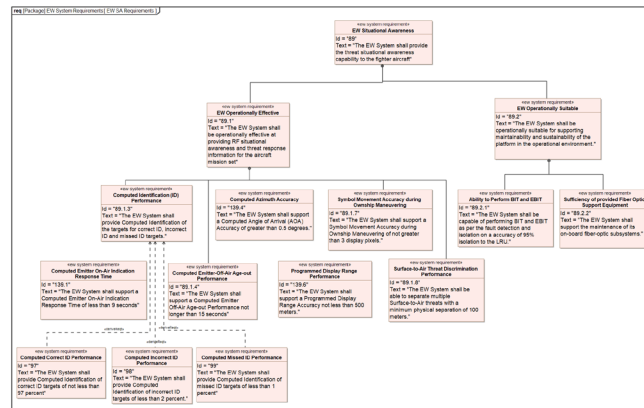 req [Package] EW System Requirements [ EW SA Requirements ]
«ew system requirement»
EW Situational Awareness
Id = "89"
Text = "The EW System shall provide
the threat situational awareness
capability to the fighter aircraft"
«ew system requirement»
EW Operationally Effective
Id = "89.1"
Text = "The EW System shall
be operationally effective at
providing RF situational
awareness and threat response
information for the aircraft
mission set"
«ew system requirement»
EW Operationally Suitable
Id = "89.2"
Text = "The EW System shall be
operationally suitable for supporting
maintainability and sustainability of the
platform in the operational environment."
«ew system requirement»
Computed Identification (ID)
Performance
Id = "89.1.3"
Text = "The EW System shall
provide Computed Identification of
the targets for correct ID, incorrect
ID and missed ID targets."
«ew system requirement»
Computed Azimuth Accuracy
Id = "139.4"
Text = "The EW System shall support
a Computed Angle of Arrival (AOA)
Accuracy of greater than 0.5 degrees."
«ew system requirement»
Symbol Movement Accuracy during
Ownship Maneuvering
Id = "89.1.7"
Text = "The EW System shall support a
Symbol Movement Accuracy during
Ownship Maneuverity of not greater
than 3 display pixels."
«ew system requirement»
Ability to Perform BIT and EBIT
Id = "89.2.1"
Text = "The EW System shall be
capable of performing BIT and EBIT
as per the fault detection and
isolation on a accuracy of 95%
isolation to the LRU."
«ew system requirement»
Sufficiency of provided Fiber Optic
Support Equipment
Id = "89.2.2"
Text = "The EW System shall
support the maintenance of its
on-board fiber-optic subsystems."
«ew system requirement»
Computed Emitter On-Air Indication
Response Time
Id = "135.1"
Text = "The EW System shall support a
Computed Emitter On-Air Indication
Response Time of less than 9 seconds"
«ew system requirement»
Computed Emitter-Off-Air Age-out
Performance
Id = "89.1.4"
Text = "The EW System shall
support a Computed Emitter
Off-Air Age-out Performance not
longer than 15 seconds"
«ew system requirement»
Programmed Display Range Performance
Id = "139.6"
Text = "The EW System shall
support a Programmed Display
Range Accuracy not less than 500
meters."
«ew system requirement»
Surface-to-Air Threat Discrimination
Performance
Id = "89.1.8"
Text = "The EW System shall be
able to separate multiple
Surface-to-Air threats with a
minimum physical separation of 100
meters."
«ew system requirement»
Computed Correct ID Performance
Id = "97"
Text = "The EW System shall
provide Computed Identification of
correct ID targets of not less than
97 percent"
«ew system requirement»
Computed Incorrect ID
Performance
Id = "98"
Text = "The EW System shall
provide Computed
Identification of incorrect ID
targets of less than 2 percent."
«ew system requirement»
Computed Missed ID Performance
Id = "99"
Text = "The EW System shall
provide Computed Identification of
missed ID targets of less than 1
percent"